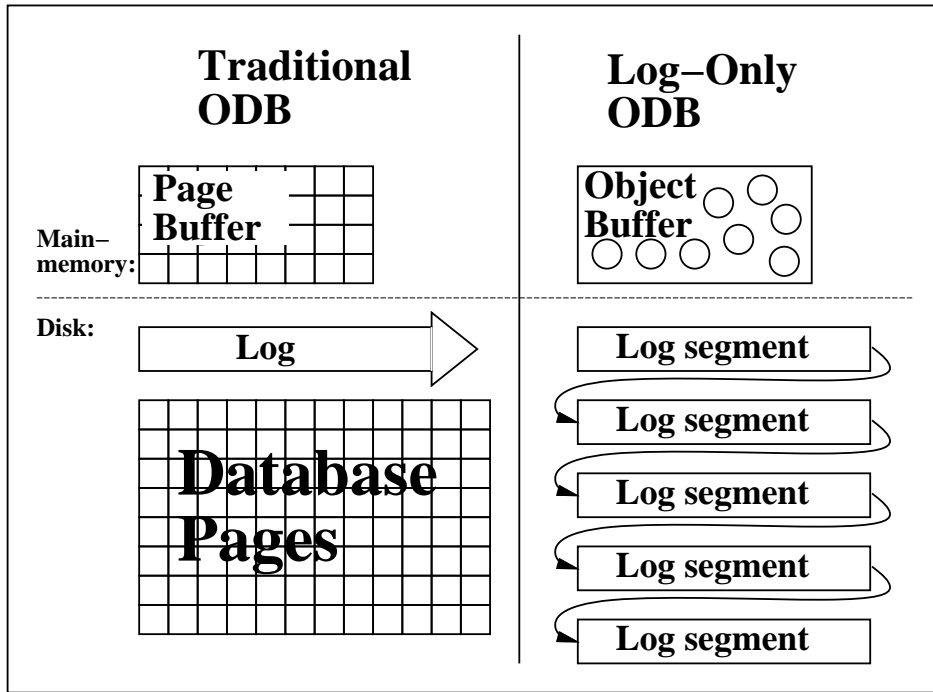 Traditional
ODB
Log–Only
ODB
Page
Buffer
Object
Buffer
Main–
memory:
Disk:
Log
Database
Pages
Log segment
Log segment
Log segment
Log segment
Log segment